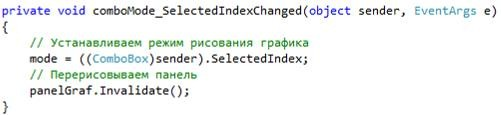 private void comboMode_SelectedIndexChanged(object sender, EventArgs e)
{
    // Устанавливаем режим рисования графика
    mode = ((ComboBox)sender).SelectedIndex;
    // Перерисовываем панель
    panelGraf.Invalidate();
}